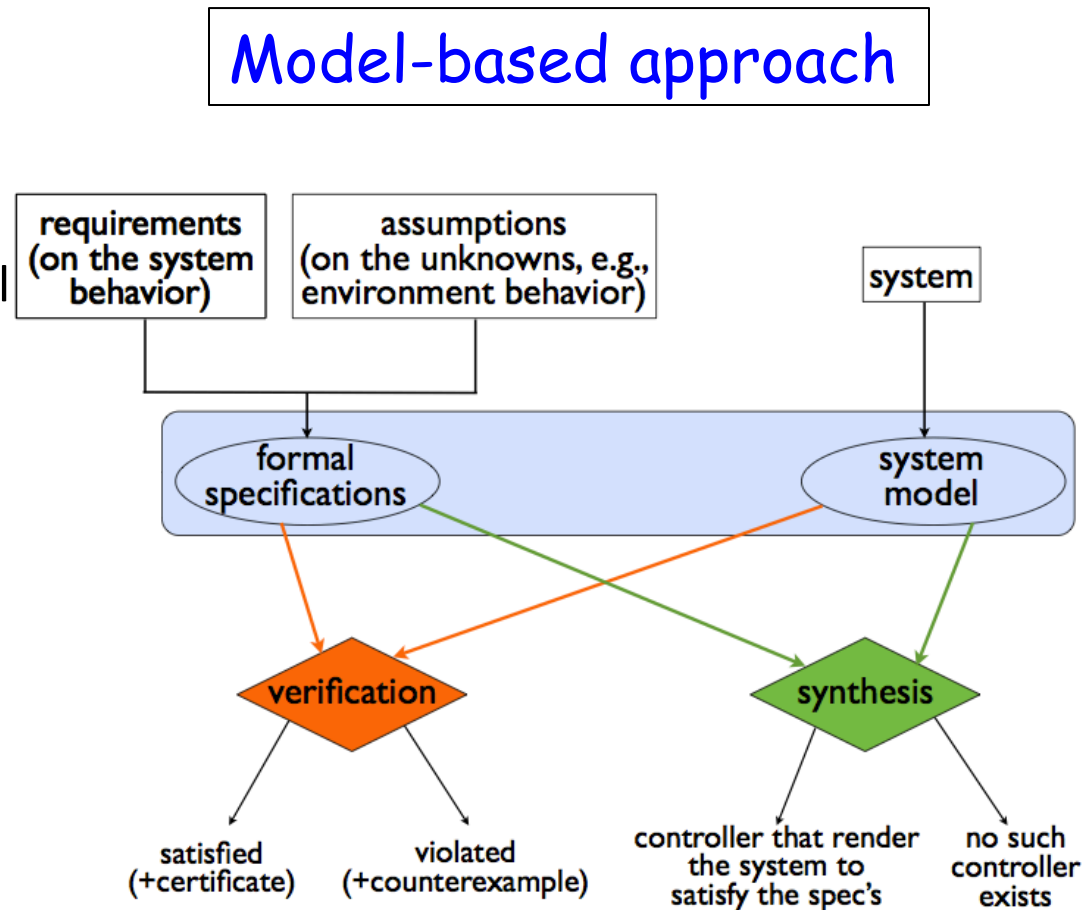 Model-based approach
requirements
(on the system
behavior)
assumptions
(on the unknowns, e.g.,
environment behavior)
system
formal
specifications
system
model
verification
synthesis
satisfied
(+certificate)
violated
(+counterexample)
controller that render
the system to
satisfy the spec's
no such
controller
exists